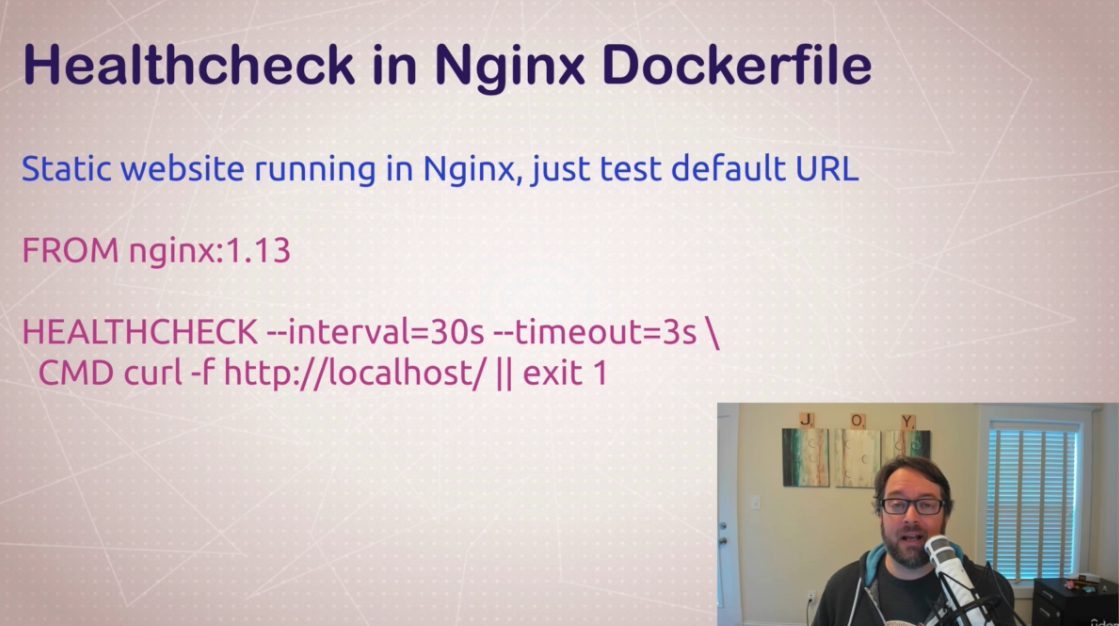 Healthcheck in Nginx Dockerfile
Static website running in Nginx, just test default URL
FROM nginx:1.13
HEALTHCHECK --interval=30s --timeout=3s \
CMD curl -f http://localhost/ || exit 1
J O Y